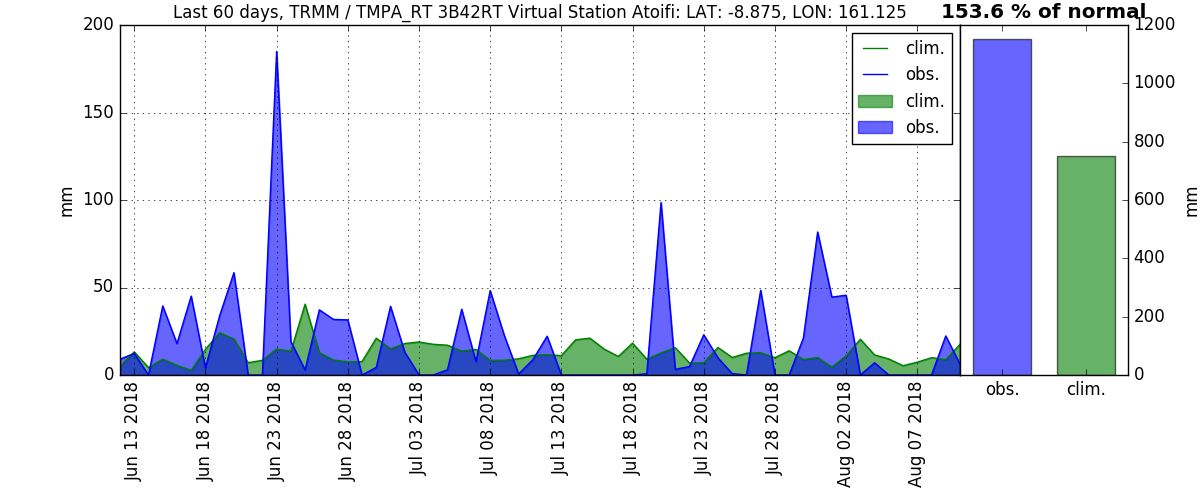 Last 60 days, TRMM / TMPA_RT 3B42RT Virtual Station Atoifi: LAT: -8.875, LON: 161.125
153.6 % of normal
200
150
100
50
0
mm
clim.
obs.
clim.
obs.
1200
1000
800
600
400
200
0
mm
obs.
clim.
Jun 13 2018
Jun 18 2018
Jun 23 2018
Jun 28 2018
Jul 03 2018
Jul 08 2018
Jul 13 2018
Jul 18 2018
Jul 23 2018
Jul 28 2018
Aug 02 2018
Aug 07 2018